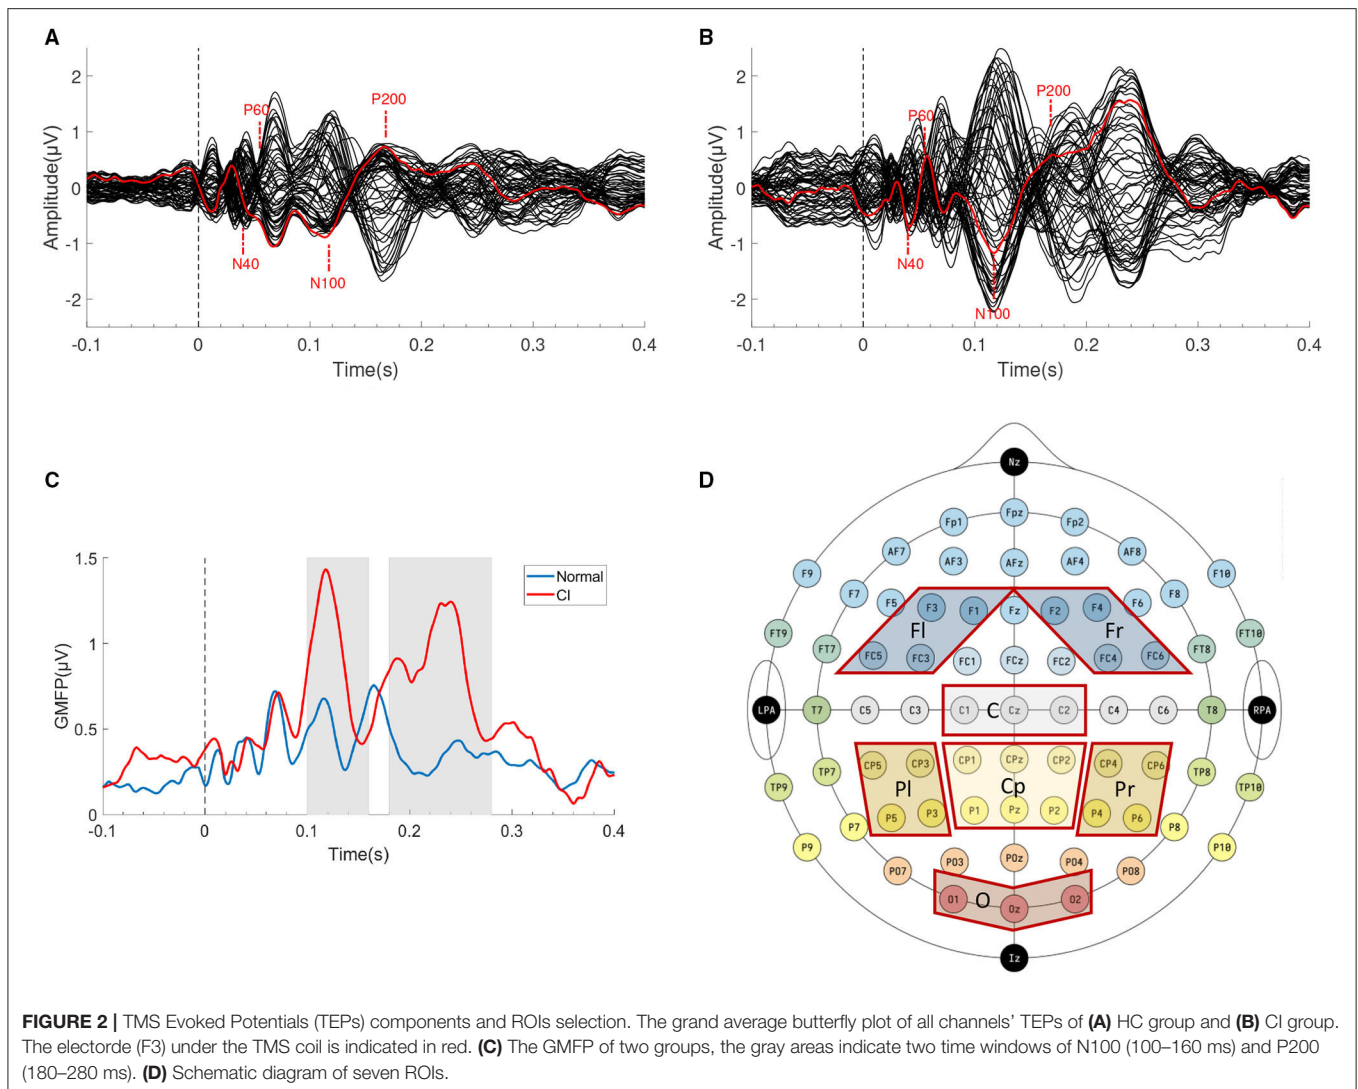 A
B
2
1
0
-1
-2
Amplitude(µV)
P60
P200
N40
N100
-0.1 0 0.1 0.2 0.3 0.4
Time(s)
2
1
0
-1
-2
Amplitude(µV)
P60
P200
N40
N100
-0.1 0 0.1 0.2 0.3 0.4
Time(s)
C
1.5
1
0.5
0
GMFP(µV)
Normal
CI
-0.1 0 0.1 0.2 0.3 0.4
Time(s)
D
Nz
Fp1 Fpz Fp2
AF7 AF3 AFz AF4 AF8
F9 F7 F5 F3 F1 Fz F2 F4 F6 F8 F10
Fl Fr
FT9 FT7 FC5 FC3 FC1 FCz FC2 FC4 FC6 FT8 FT10
LPA T7 C5 C3 C1 C Cz C2 C4 C6 T8 RPA
TP9 TP7 CP5 CP3 CP1 CPz CP2 CP4 CP6 TP8 TP10
Pl Cp Pr
P9 P7 P5 P3 P1 Pz P2 P4 P6 P8 P10
PO7 PO3 POz PO4 PO8
O1 O Oz O2
Iz
FIGURE 2 | TMS Evoked Potentials (TEPs) components and ROIs selection. The grand average butterfly plot of all channels' TEPs of (A) HC group and (B) CI group.
The electorde (F3) under the TMS coil is indicated in red. (C) The GMFP of two groups, the gray areas indicate two time windows of N100 (100–160 ms) and P200
(180–280 ms). (D) Schematic diagram of seven ROIs.